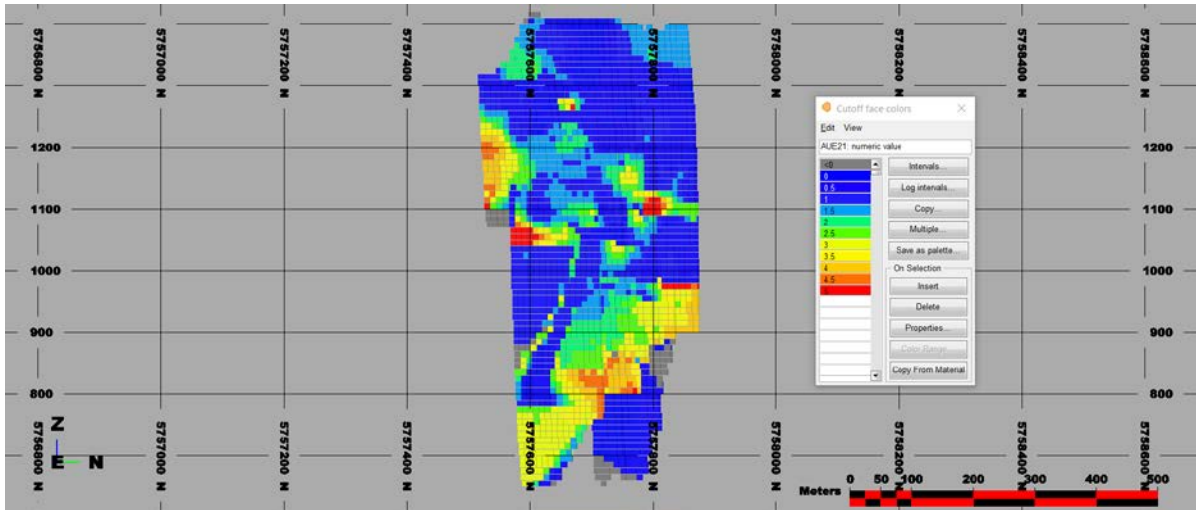 5756800 N
5757000 N
5757200 N
5757400 N
5757600 N
5757800 N
5758000 N
5758200 N
5758400 N
5758600 N
1200
1100
1000
900
800
Cutoff face colors
Edit View
AUE21: numeric value
<0
0
0.5
1
1.5
2
2.5
3
3.5
4
4.5
Intervals...
Log intervals...
Copy...
Multiple...
Save as palette...
On Selection
Insert
Delete
Properties...
Color Range...
Copy From Material
1200
1100
1000
900
800
Z
E N
5756800 N
5757000 N
5757200 N
5757400 N
5757600 N
5757800 N
5758000 N
5758200 N
5758400 N
5758600 N
Meters 0 50 100 200 300 400 500